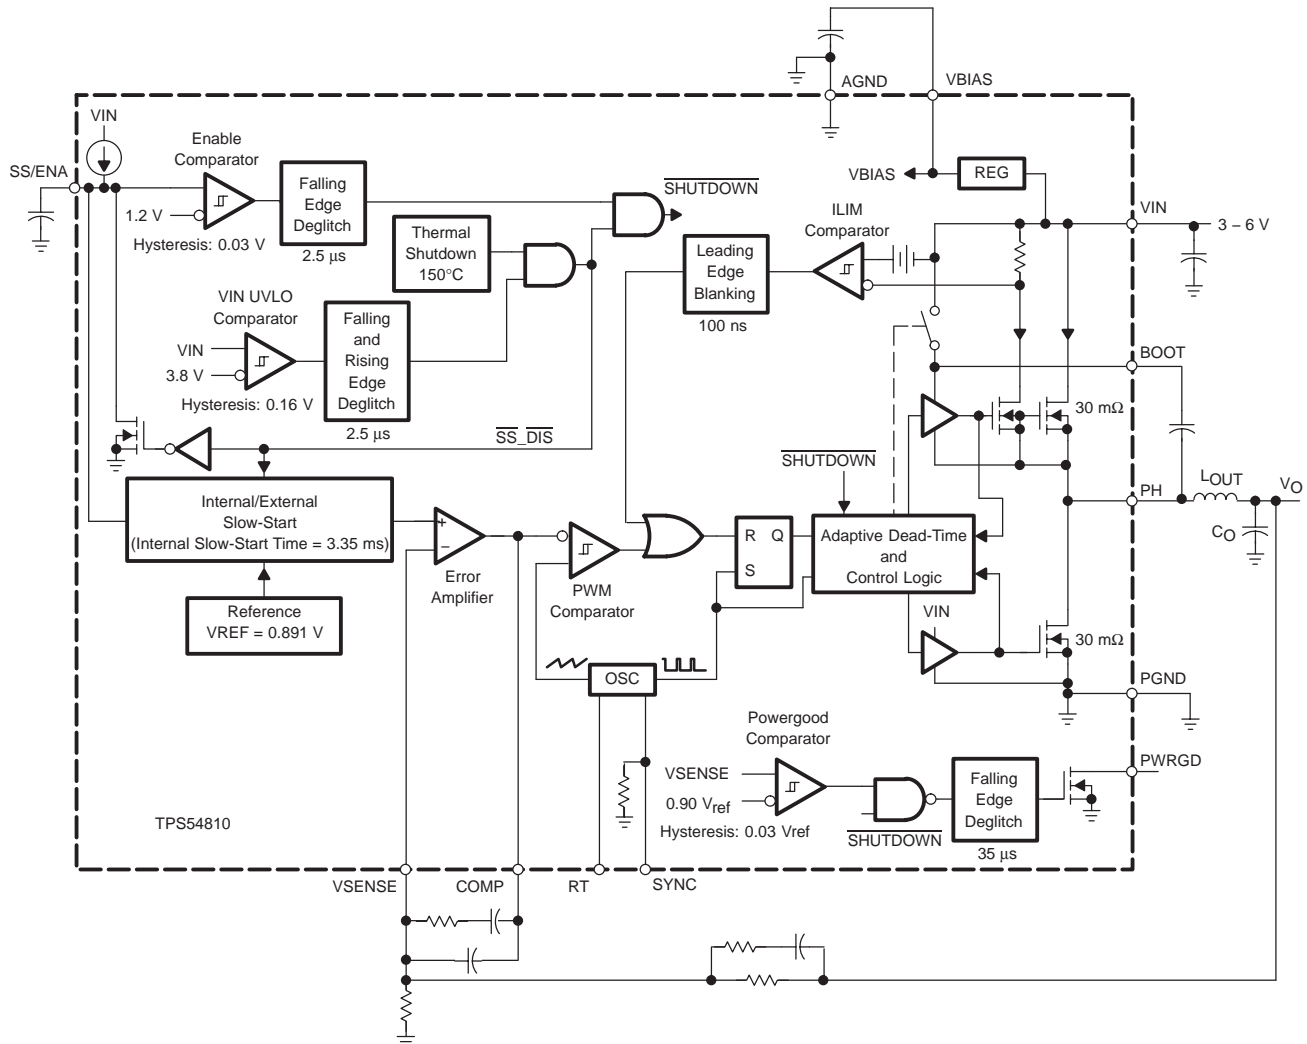 AGND
VBIAS
VIN
Enable
Comparator
SS/ENA
1.2 V
Hysteresis: 0.03 V
Falling
Edge
Deglitch
2.5 µs
SHUTDOWN
VBIAS
REG
VIN
3 – 6 V
Thermal
Shutdown
150°C
ILIM
Comparator
Leading
Edge
Blanking
100 ns
VIN UVLO
Comparator
VIN
3.8 V
Hysteresis: 0.16 V
Falling
and
Rising
Edge
Deglitch
2.5 µs
BOOT
30 mΩ
SS_DIS
SHUTDOWN
PH
LOUT
VO
CO
Internal/External
Slow-Start
(Internal Slow-Start Time = 3.35 ms)
+
−
Error
Amplifier
PWM
Comparator
R Q
S
Adaptive Dead-Time
and
Control Logic
Reference
VREF = 0.891 V
VIN
30 mΩ
OSC
PGND
Powergood
Comparator
VSENSE
0.90 Vref
Hysteresis: 0.03 Vref
SHUTDOWN
Falling
Edge
Deglitch
35 µs
PWRGD
TPS54810
VSENSE
COMP
RT
SYNC